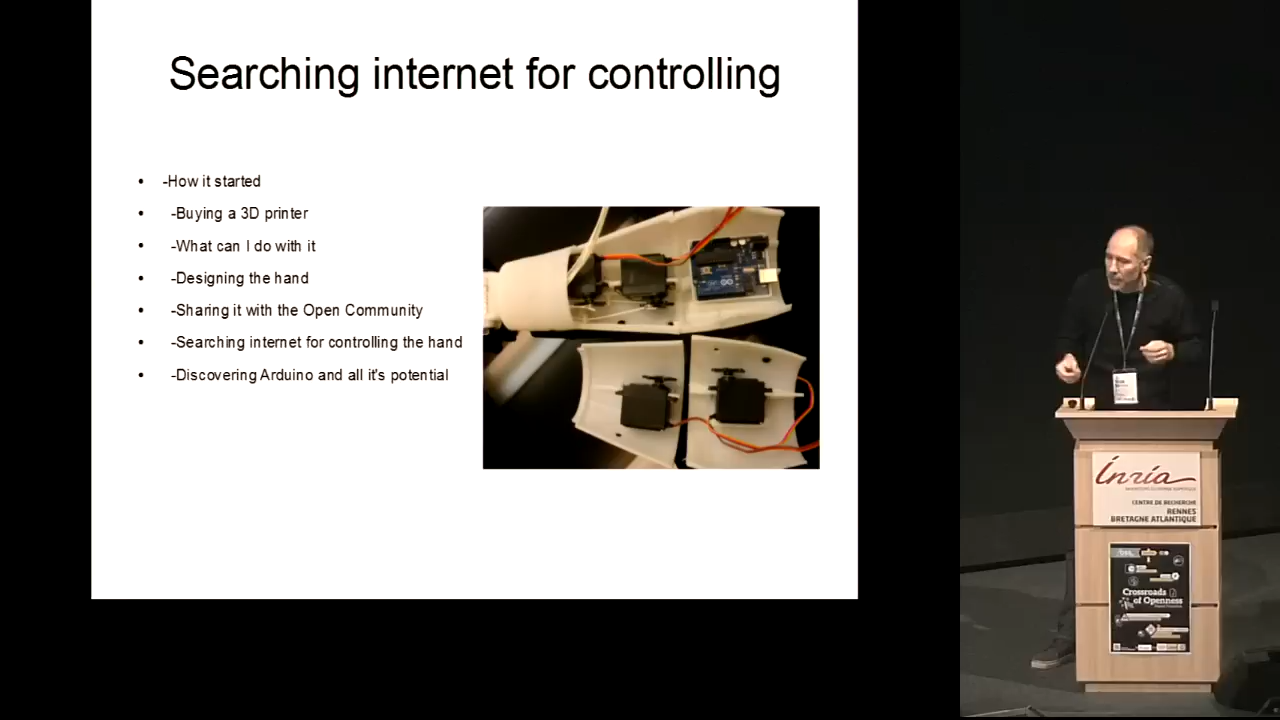 Searching internet for controlling
• -How it started
• -Buying a 3D printer
• -What can I do with it
• -Designing the hand
• -Sharing it with the Open Community
• -Searching internet for controlling the hand
• -Discovering Arduino and all it's potential
Inria
CENTRE DE RECHERCHE
RENNES
BRETAGNE ATLANTIQUE
Crossroads
of Openness